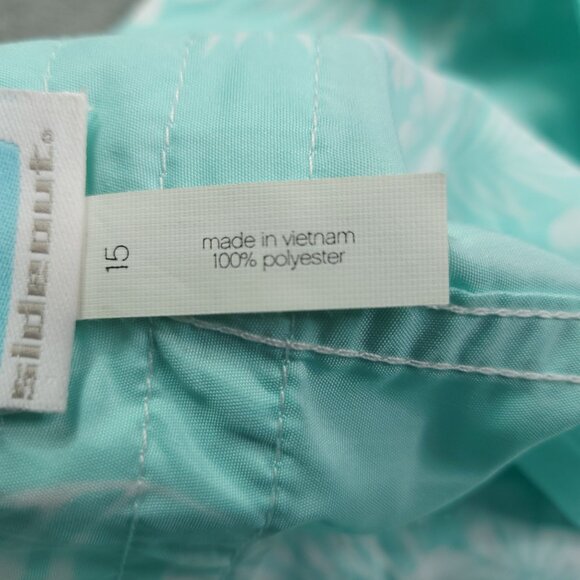 sideout®
15
made in vietnam
100% polyester